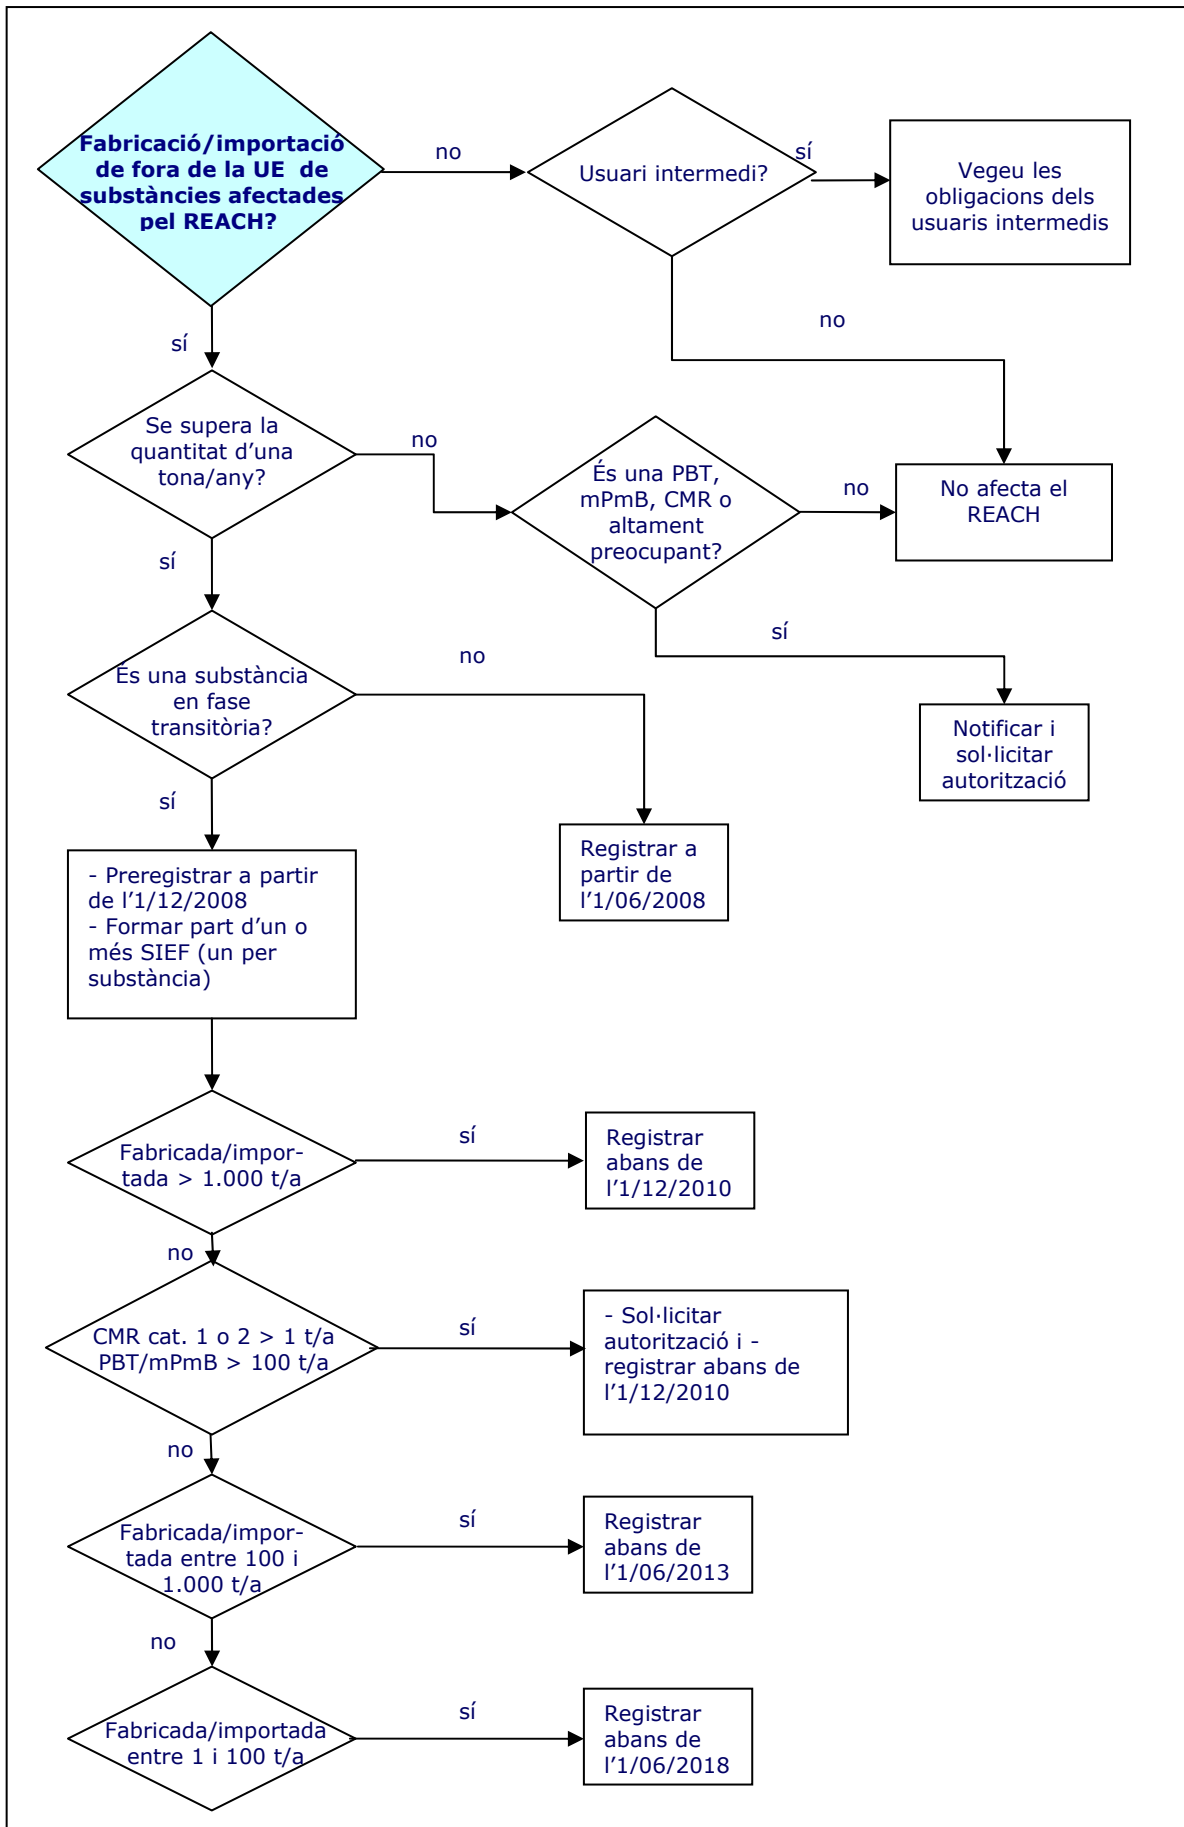 Fabricació/importació
de fora de la UE de
substàncies afectades
pel REACH?
no
Usuari intermedi?
sí
Vegeu les
obligacions dels
usuaris intermedis
no
sí
Se supera la
quantitat d'una
tona/any?
no
És una PBT,
mPmB, CMR o
altament
preocupant?
no
No afecta el
REACH
sí
sí
És una substància
en fase
transitòria?
no
Notificar i
sol·licitar
autorització
sí
Registrar a
partir de
l'1/06/2008
- Preregistrar a partir
de l'1/12/2008
- Formar part d'un o
més SIEF (un per
substància)
Fabricada/impor-
tada > 1.000 t/a
sí
Registrar
abans de
l'1/12/2010
no
CMR cat. 1 o 2 > 1 t/a
PBT/mPmB > 100 t/a
sí
- Sol·licitar
autorització i -
registrar abans de
l'1/12/2010
no
Fabricada/impor-
tada entre 100 i
1.000 t/a
sí
Registrar
abans de
l'1/06/2013
no
Fabricada/importada
entre 1 i 100 t/a
sí
Registrar
abans de
l'1/06/2018